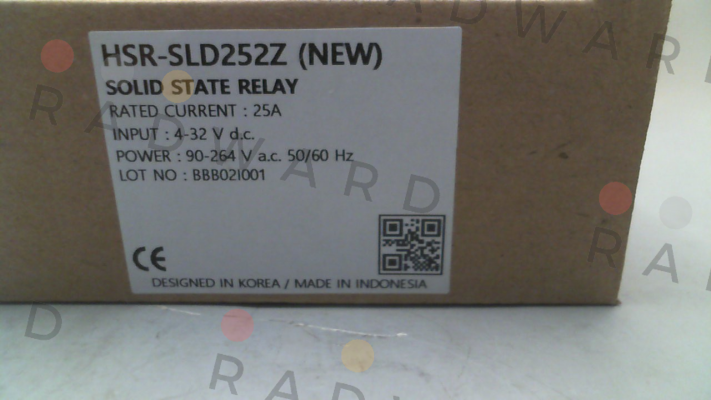 HSR-SLD252Z (NEW)
SOLID STATE RELAY
RATED CURRENT : 25A
INPUT : 4-32 V d.c.
POWER : 90-264 V a.c. 50/60 Hz
LOT NO : BBB02I001
CE
DESIGNED IN KOREA / MADE IN INDONESIA
RADWARD